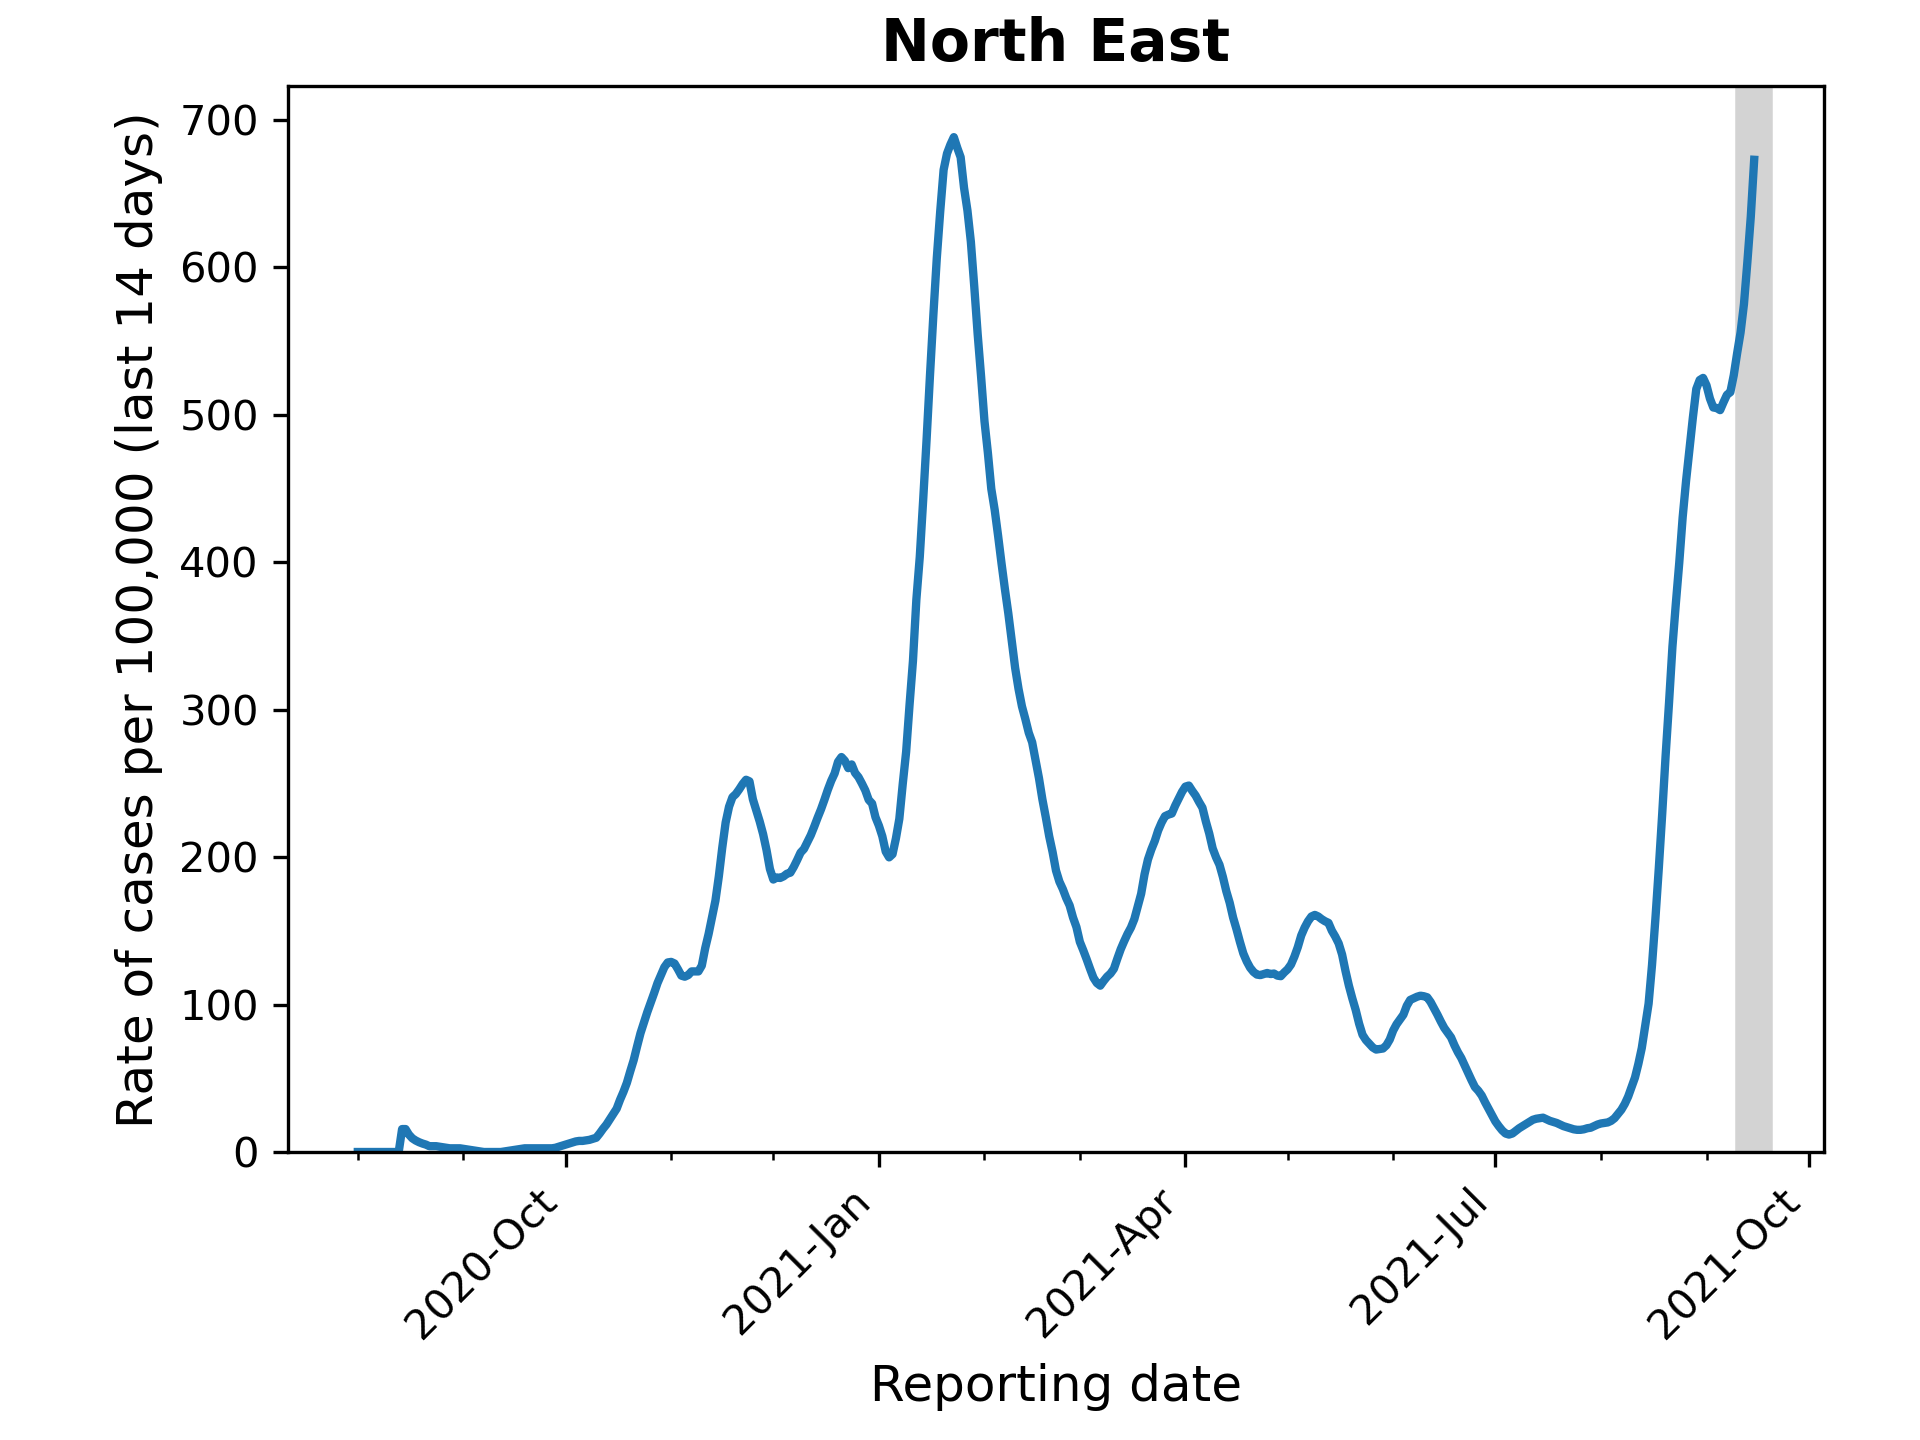 North East
Rate of cases per 100,000 (last 14 days)
700
600
500
400
300
200
100
0
2020-Oct
2021-Jan
2021-Apr
2021-Jul
2021-Oct
Reporting date